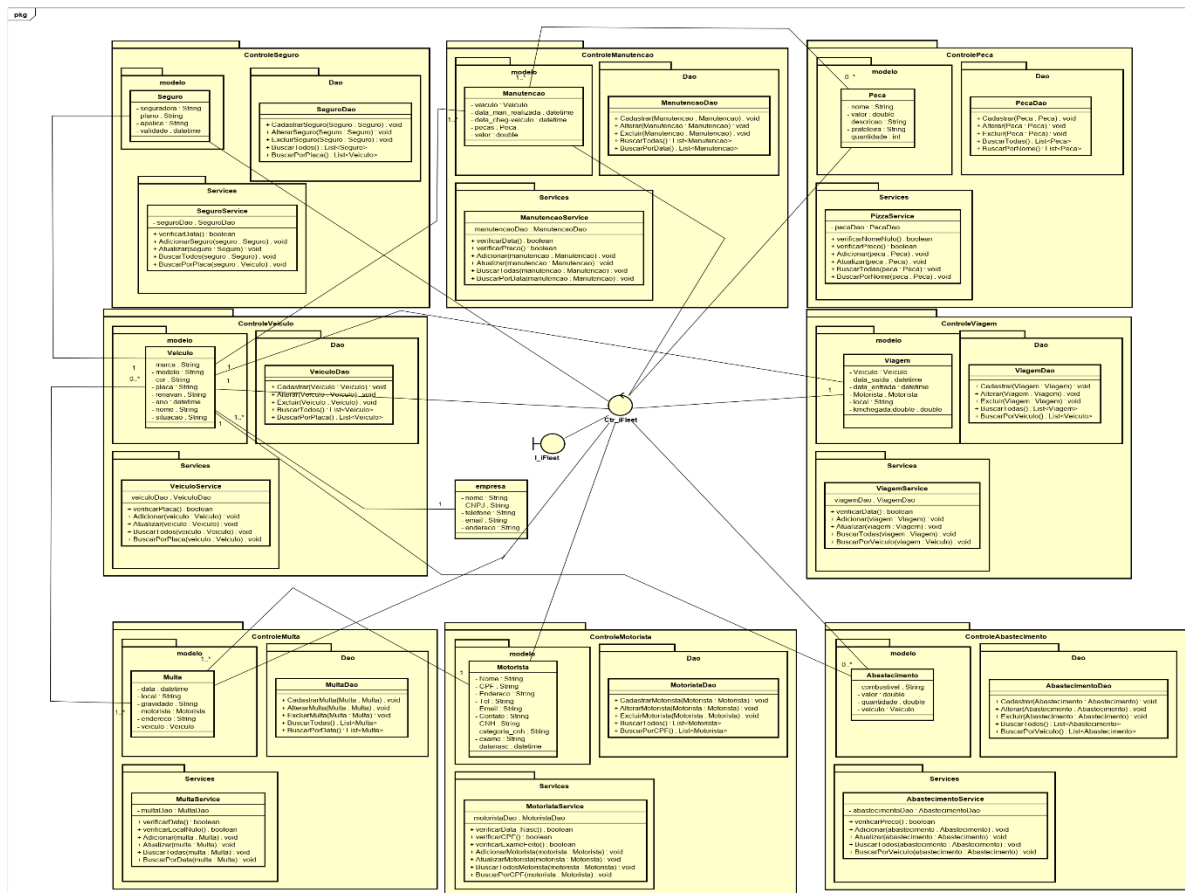 pkg
ControleSeguro
modelo
Seguro
- seguradora : String
- plano : String
- apolice : String
- validade : datetime
Dao
SeguroDao
+ CadastrarSeguro(Seguro : Seguro) : void
+ AlterarSeguro(Seguro : Seguro) : void
+ ExcluirSeguro(Seguro : Seguro) : void
+ BuscarTodos() : List<Seguro>
+ BuscarPorPlaca() : List<Veiculo>
Services
SeguroService
- seguroDao : SeguroDao
+ verificarData() : boolean
+ AdicionarSeguro(seguro : Seguro) : void
+ Atualizar(seguro : Seguro) : void
+ BuscarTodos(seguro : Seguro) : void
+ BuscarPorPlaca(seguro : Veiculo) : void
ControleManutencao
modelo
1..*
Manutencao
- veiculo : Veiculo
- data_man_realizada : datetime
- data_cheg-veiculo : datetime
- pecas : Peca
- valor : double
1..*
Dao
ManutencaoDao
+ Cadastrar(Manutencao : Manutencao) : void
+ Alterar(Manutencao : Manutencao) : void
+ Excluir(Manutencao : Manutencao) : void
+ BuscarTodos() : List<Manutencao>
+ BuscarPorData() : List<Manutencao>
Services
ManutencaoService
manutencaoDao : ManutencaoDao
+ verificarData() : boolean
+ verificarPreco() : boolean
+ Adicionar(manutencao : Manutencao) : void
+ Atualizar(manutencao : Manutencao) : void
+ BuscarTodos(manutencao : Manutencao) : void
+ BuscarPorData(manutencao : Manutencao) : void
ControlePeca
0..*
modelo
Peca
- nome : String
- valor : double
descricao : String
- prateleira : String
- quantidade : int
Dao
PecaDao
+ Cadastrar(Peca : Peca) : void
+ Alterar(Peca : Peca) : void
+ Excluir(Peca : Peca) : void
+ BuscarTodas() : List<Peca>
+ BuscarPorNome() : List<Peca>
Services
PizzaService
- pecaDao : PecaDao
+ verificarNomeNulo() : boolean
+ verificarPreco() : boolean
+ Adicionar(peca : Peca) : void
+ Atualizar(peca : Peca) : void
+ BuscarTodas(peca : Peca) : void
+ BuscarPorNome(peca : Peca) : void
ControleVeiculo
modelo
Veiculo
- marca : String
- modelo : String
- cor : String
- placa : String
- renavan : String
- ano : datetime
- nome : String
- situacao : String
1
0..*
1
1
1..*
1
Dao
VeiculoDao
+ Cadastrar(Veiculo : Veiculo) : void
+ Alterar(Veiculo : Veiculo) : void
+ Excluir(Veiculo : Veiculo) : void
+ BuscarTodos() : List<Veiculo>
+ BuscarPorPlaca() : List<Veiculo>
Services
VeiculoService
veiculoDao : VeiculoDao
+ verificarPlaca() : boolean
+ Adicionar(veiculo : Veiculo) : void
+ Atualizar(veiculo : Veiculo) : void
+ BuscarTodos(veiculo : Veiculo) : void
+ BuscarPorPlaca(veiculo : Veiculo) : void
Ctr_iFleet
I_iFleet
empresa
- nome : String
CNPJ : String
- telefone : String
email : String
- endereco : String
1
ControleViagem
modelo
Viagem
- Veiculo : Veiculo
- data_saida : datetime
- data_entrada : datetime
- Motorista : Motorista
- local : String
- kmchegada.double : double
1
Dao
ViagemDao
+ Cadastrar(Viagem : Viagem) : void
+ Alterar(Viagem : Viagem) : void
+ Excluir(Viagem : Viagem) : void
+ BuscarTodas() : List<Viagem>
+ BuscarPorVeiculo() : List<Veiculo>
Services
ViagemService
viagemDao : ViagemDao
+ verificarData() : boolean
+ Adicionar(viagem : Viagem) : void
+ Atualizar(viagem : Viagem) : void
+ BuscarTodas(viagem : Viagem) : void
+ BuscarPorVeiculo(viagem : Veiculo) : void
ControleMulta
modelo
1..*
Multa
- data : datetime
- local : String
- gravidade : String
motorista : Motorista
- endereco : String
- veiculo : Veiculo
1..*
Dao
MultaDao
+ CadastrarMulta(Multa : Multa) : void
+ AlterarMulta(Multa : Multa) : void
+ ExcluirMulta(Multa : Multa) : void
+ BuscarTodos() : List<Multa>
+ BuscarPorData() : List<Multa>
Services
MultaService
- multaDao : MultaDao
+ verificarData() : boolean
+ verificarLocalNulo() : boolean
+ Adicionar(multa : Multa) : void
+ Atualizar(multa : Multa) : void
+ BuscarTodos(multa : Multa) : void
+ BuscarPorData(multa : Multa) : void
ControleMotorista
modelo
1
Motorista
- Nome : String
- CPF : String
- Endereco : String
- Tel : String
Email : String
- Contato : String
CNH : String
categoria_cnh : String
- exame : String
datanasc : datetime
Dao
MotoristaDao
+ CadastrarMotorista(Motorista : Motorista) : void
+ AlterarMotorista(Motorista : Motorista) : void
+ ExcluirMotorista(Motorista : Motorista) : void
+ BuscarTodos() : List<Motorista>
+ BuscarPorCPF() : List<Motorista>
Services
MotoristaService
motoristaDao : MotoristaDao
+ verificarData_Nasc() : boolean
+ verificarCPF() : boolean
+ verificarExameFeito() : boolean
+ AdicionarMotorista(motorista : Motorista) : void
+ AtualizarMotorista(motorista : Motorista) : void
+ BuscarTodosMotorista(motorista : Motorista) : void
+ BuscarPorCPF(motorista : Motorista) : void
ControleAbastecimento
modelo
0..*
Abastecimento
- combustivel : String
- valor : double
- quantidade : double
- veiculo : Veiculo
Dao
AbastecimentoDao
+ Cadastrar(Abastecimento : Abastecimento) : void
+ Alterar(Abastecimento : Abastecimento) : void
+ Excluir(Abastecimento : Abastecimento) : void
+ BuscarTodos() : List<Abastecimento>
+ BuscarPorVeiculo() : List<Abastecimento>
Services
AbastecimentoService
- abastecimentoDao : AbastecimentoDao
+ verificarPreco() : boolean
+ Adicionar(abastecimento : Abastecimento) : void
+ Atualizar(abastecimento : Abastecimento) : void
+ BuscarTodos(abastecimento : Abastecimento) : void
+ BuscarPorVeiculo(abastecimento : Abastecimento) : void